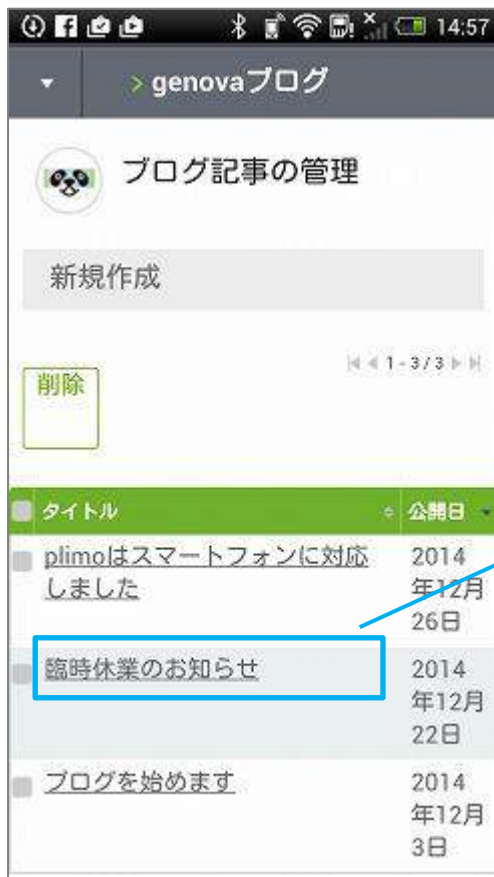 14:57
> genovaブログ
ブログ記事の管理
新規作成
1 - 3 / 3
削除
タイトル 公開日
plimoはスマートフォンに対応
しました
2014
年12月
26日
臨時休業のお知らせ
2014
年12月
22日
ブログを始めます
2014
年12月
3日